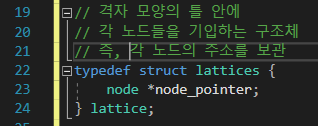 19 // 격자 모양의 틀 안에
20 // 각 노드들을 기입하는 구조체
21 // 즉, 각 노드의 주소를 보관
22 typedef struct lattices {
23 node *node_pointer;
24 } lattice;